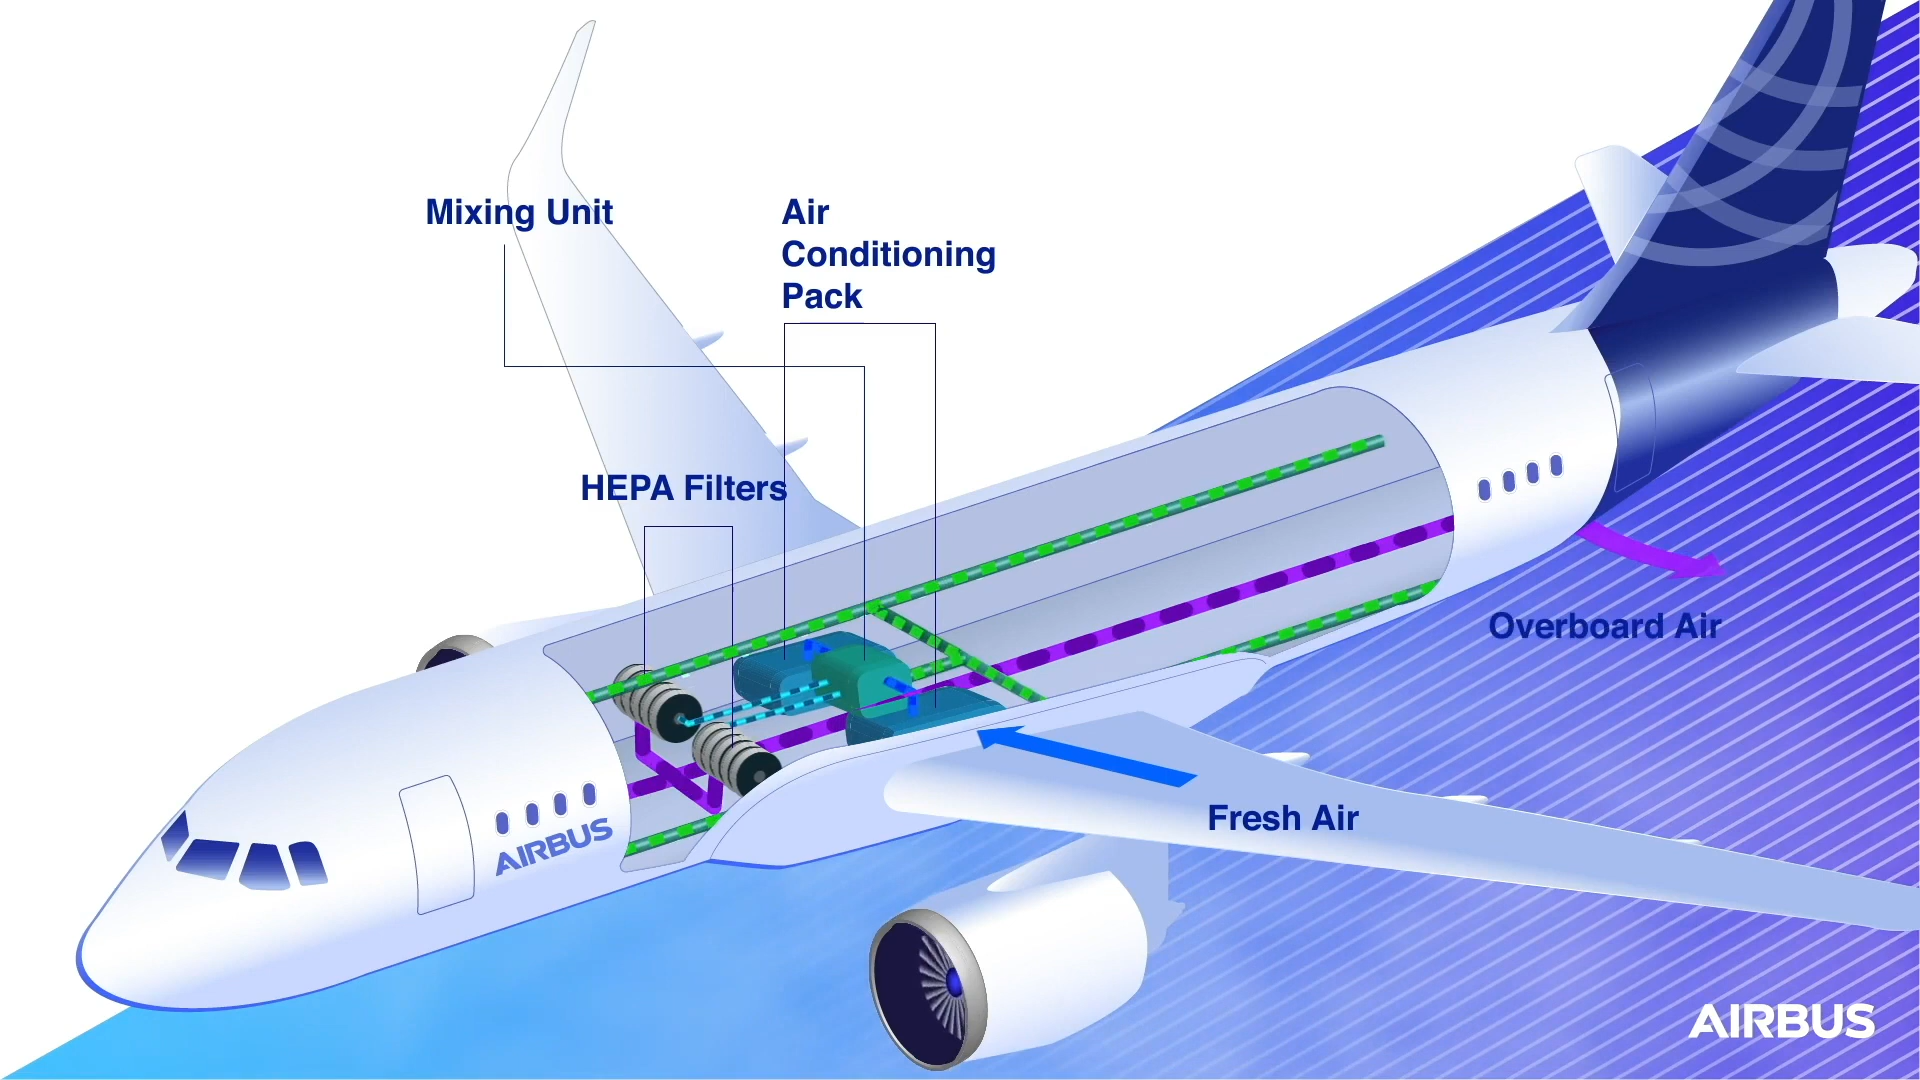 Mixing Unit
Air
Conditioning
Pack
HEPA Filters
Overboard Air
Fresh Air
AIRBUS
AIRBUS